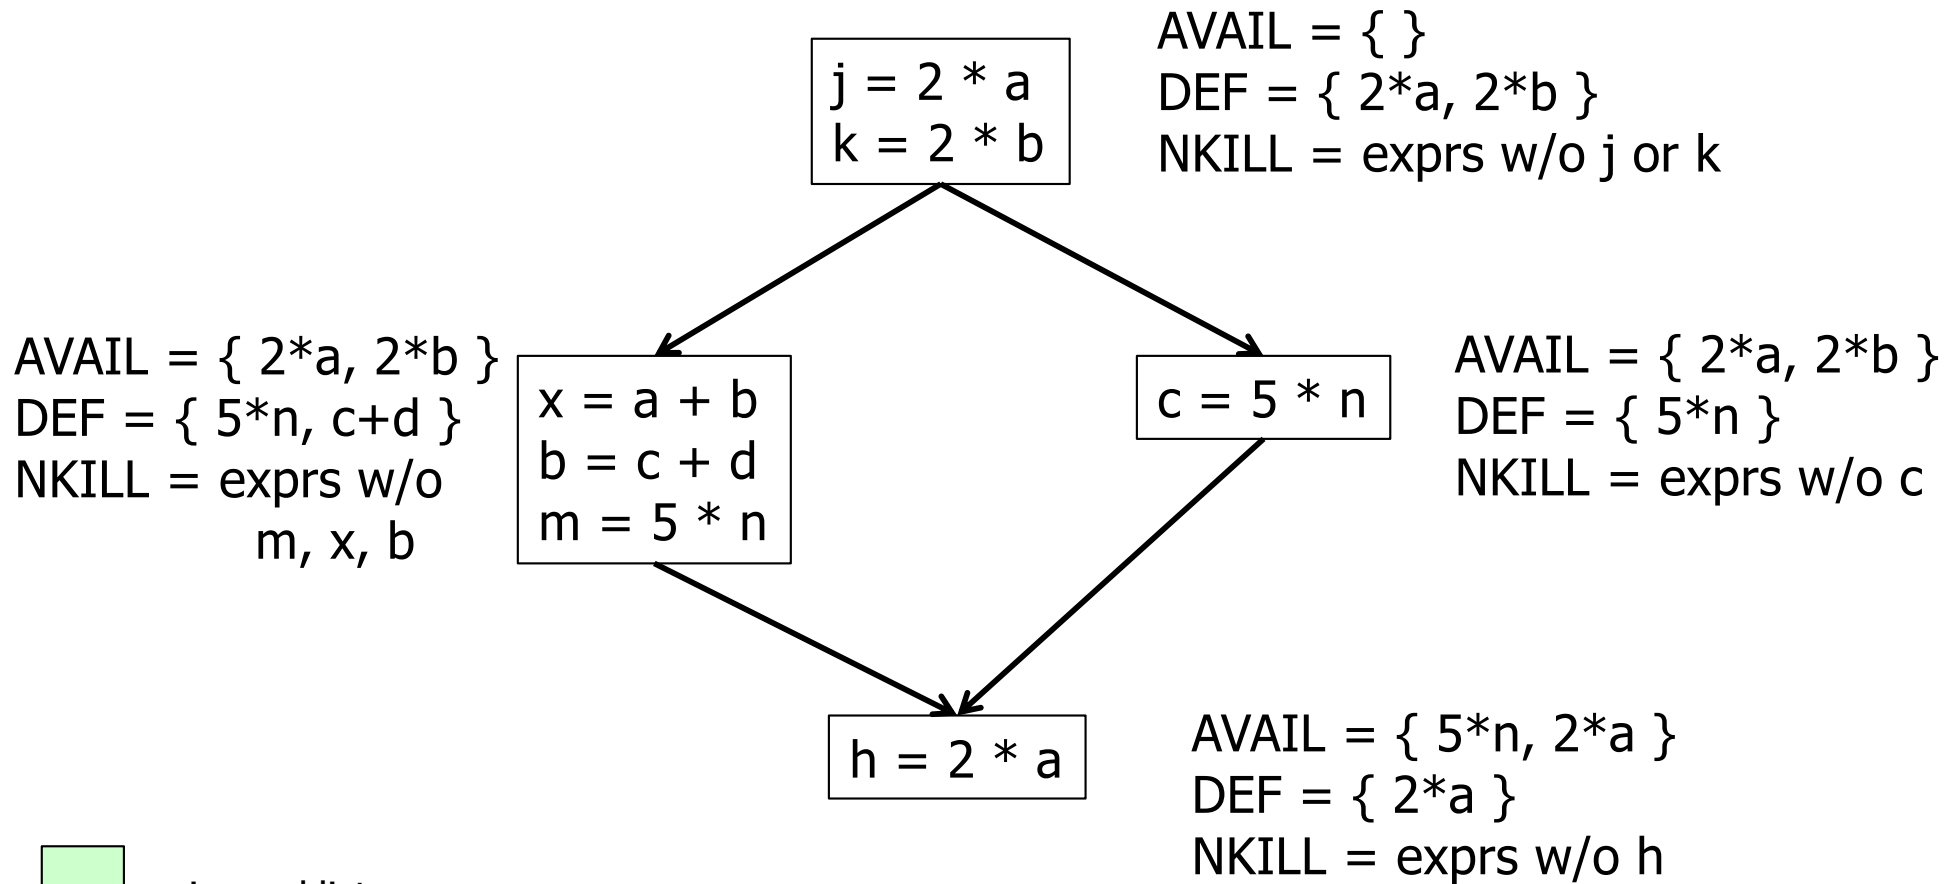 j = 2 * a
k = 2 * b
AVAIL = { }
DEF = { 2*a, 2*b }
NKILL = exprs w/o j or k
AVAIL = { 2*a, 2*b }
DEF = { 5*n, c+d }
NKILL = exprs w/o
m, x, b
x = a + b
b = c + d
m = 5 * n
c = 5 * n
AVAIL = { 2*a, 2*b }
DEF = { 5*n }
NKILL = exprs w/o c
h = 2 * a
AVAIL = { 5*n, 2*a }
DEF = { 2*a }
NKILL = exprs w/o h